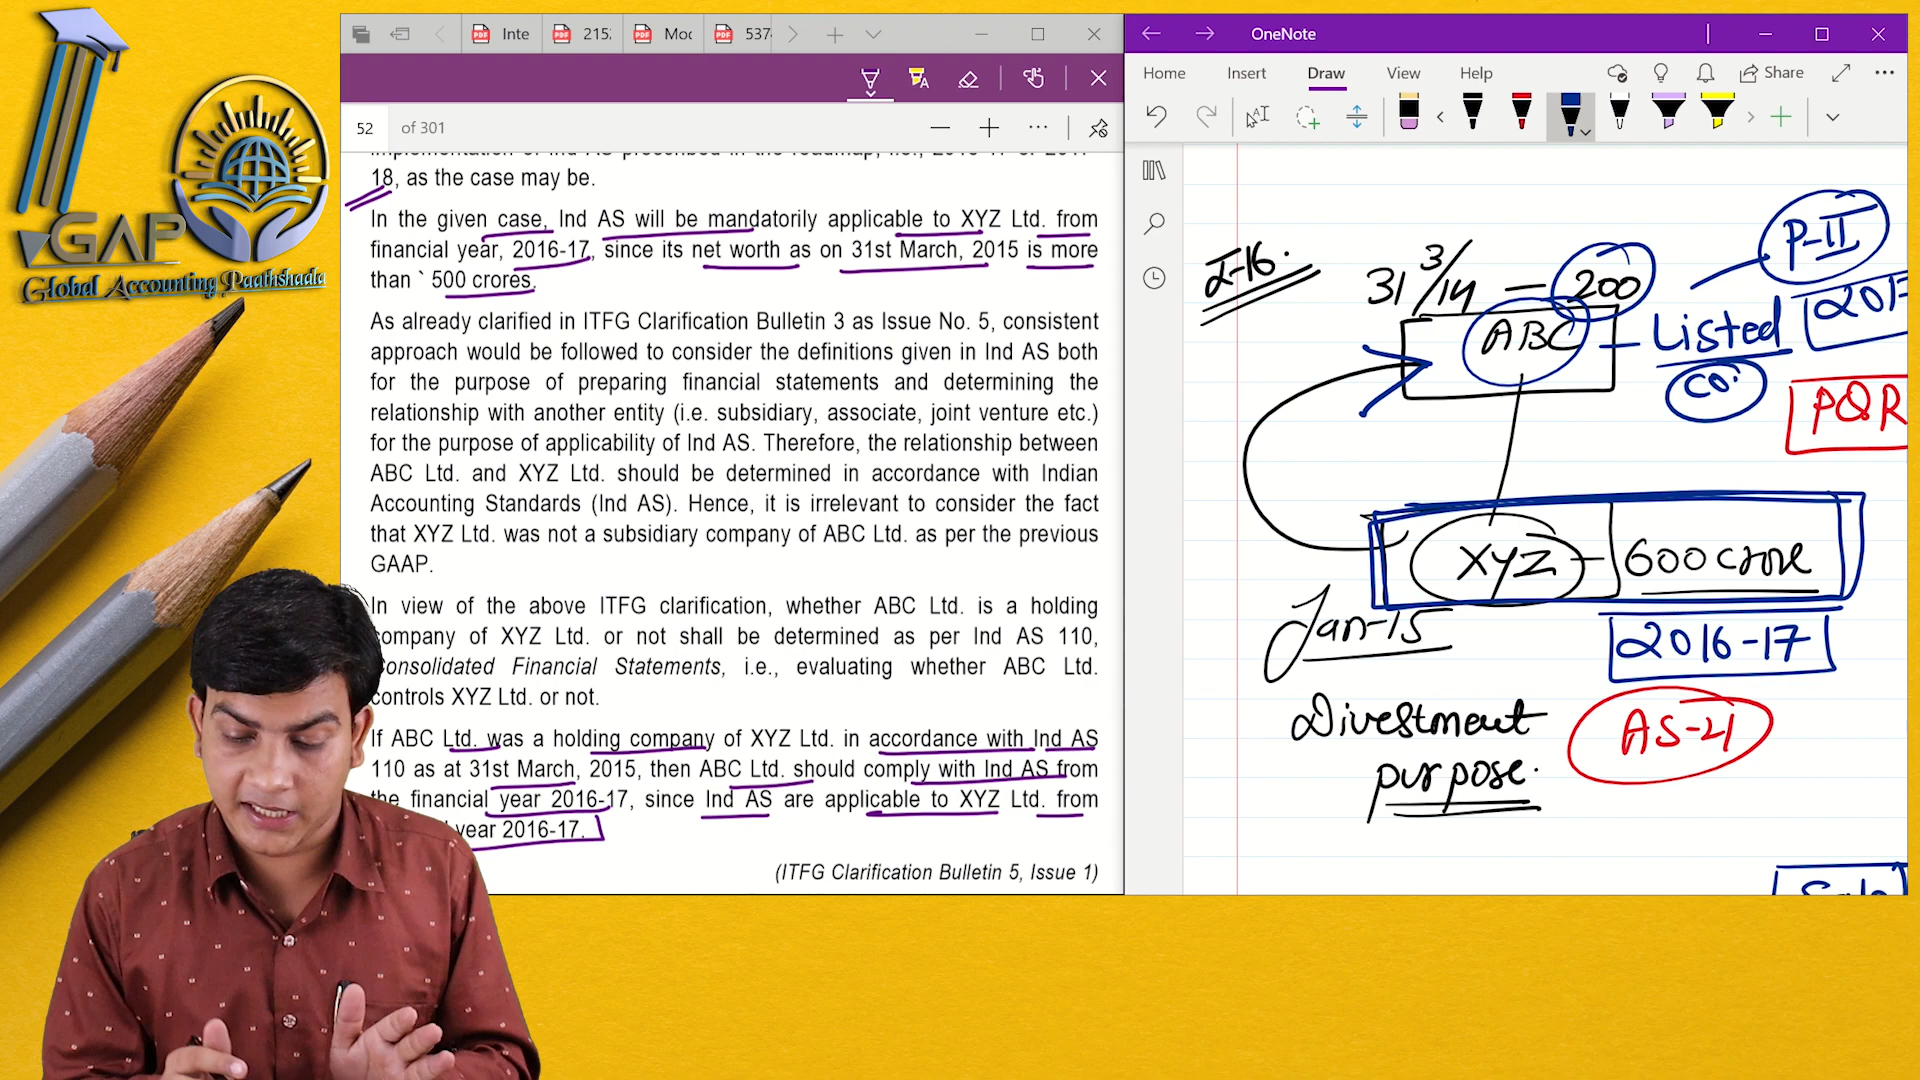 GAP
Global Accounting Paathshaala
Inte
215
Moc
537
52 of 301
18, as the case may be.
In the given case, Ind AS will be mandatorily applicable to XYZ Ltd. from
financial year, 2016-17, since its net worth as on 31st March, 2015 is more
than ` 500 crores.
As already clarified in ITFG Clarification Bulletin 3 as Issue No. 5, consistent
approach would be followed to consider the definitions given in Ind AS both
for the purpose of preparing financial statements and determining the
relationship with another entity (i.e. subsidiary, associate, joint venture etc.)
for the purpose of applicability of Ind AS. Therefore, the relationship between
ABC Ltd. and XYZ Ltd. should be determined in accordance with Indian
Accounting Standards (Ind AS). Hence, it is irrelevant to consider the fact
that XYZ Ltd. was not a subsidiary company of ABC Ltd. as per the previous
GAAP.
In view of the above ITFG clarification, whether ABC Ltd. is a holding
company of XYZ Ltd. or not shall be determined as per Ind AS 110,
Consolidated Financial Statements, i.e., evaluating whether ABC Ltd.
controls XYZ Ltd. or not.
If ABC Ltd. was a holding company of XYZ Ltd. in accordance with Ind AS
110 as at 31st March, 2015, then ABC Ltd. should comply with Ind AS from
the financial year 2016-17, since Ind AS are applicable to XYZ Ltd. from
year 2016-17.
(ITFG Clarification Bulletin 5, Issue 1)
OneNote
Home Insert Draw View Help Share
I-16.
31/3/14 — 200
P-II
ABC — Listed
co.
PQR
XYZ — 600 crore
Jan-15
2016-17
Divestment
purpose.
AS-21